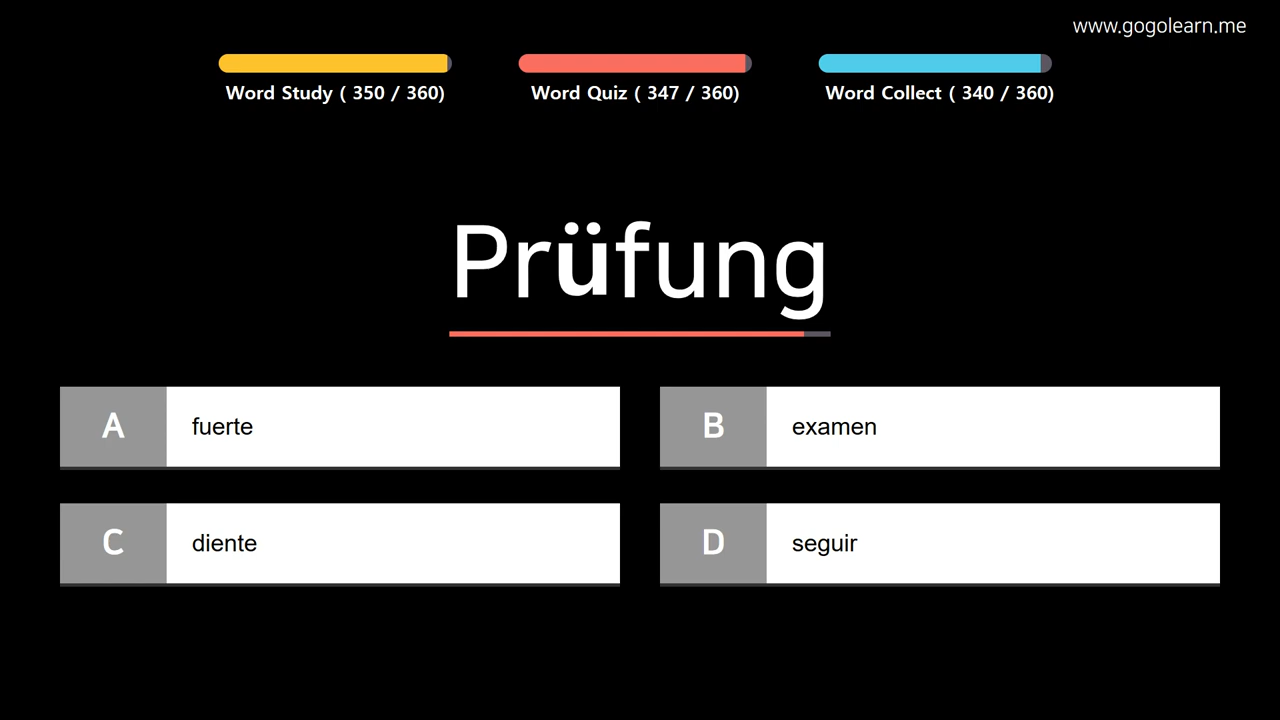 www.gogolearn.me
Word Study ( 350 / 360)
Word Quiz ( 347 / 360)
Word Collect ( 340 / 360)
Prüfung
A fuerte
B examen
C diente
D seguir